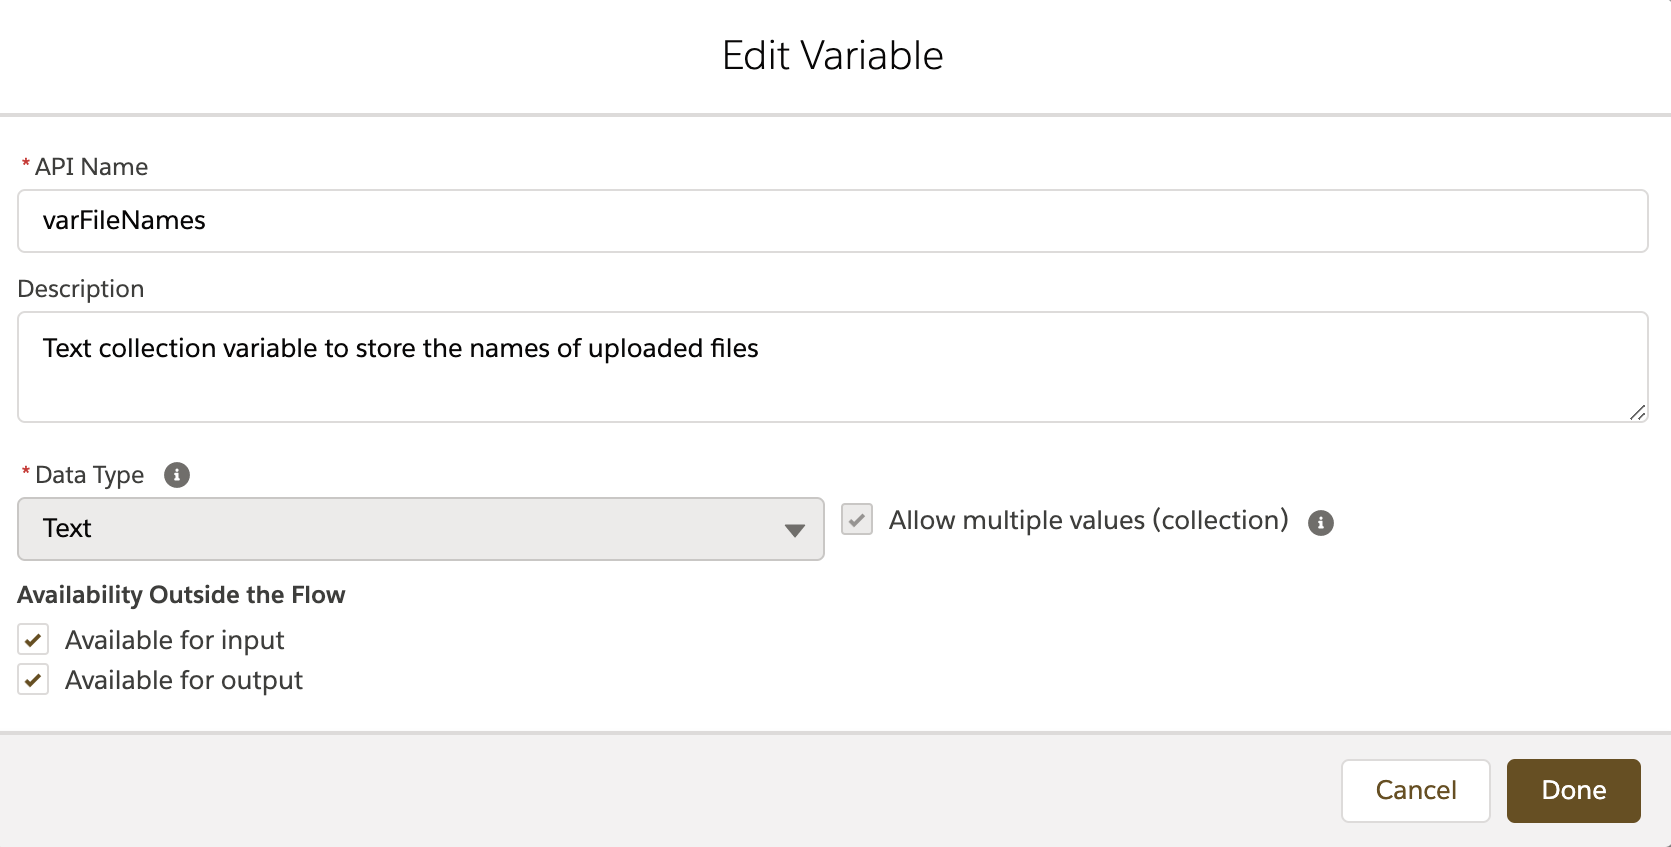 Edit Variable
* API Name
varFileNames
Description
Text collection variable to store the names of uploaded files
* Data Type
Text
Allow multiple values (collection)
Availability Outside the Flow
Available for input
Available for output
Cancel
Done